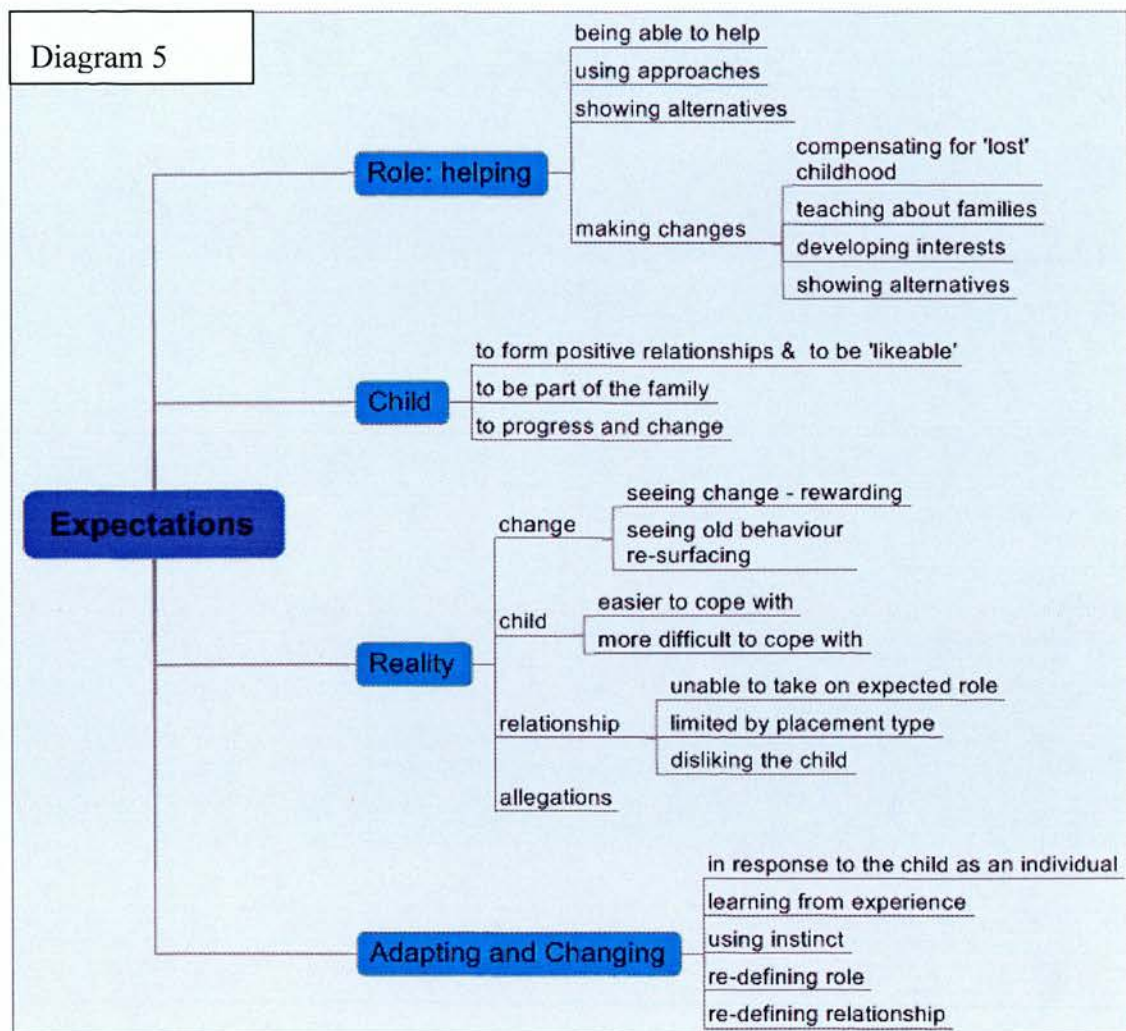 Diagram 5
being able to help
using approaches
showing alternatives
Role: helping
compensating for 'lost'
childhood
making changes
teaching about families
developing interests
showing alternatives
to form positive relationships & to be 'likeable'
Child
to be part of the family
to progress and change
Expectations
seeing change - rewarding
change
seeing old behaviour
re-surfacing
easier to cope with
child
more difficult to cope with
Reality
unable to take on expected role
relationship
limited by placement type
disliking the child
allegations
in response to the child as an individual
learning from experience
Adapting and Changing
using instinct
re-defining role
re-defining relationship